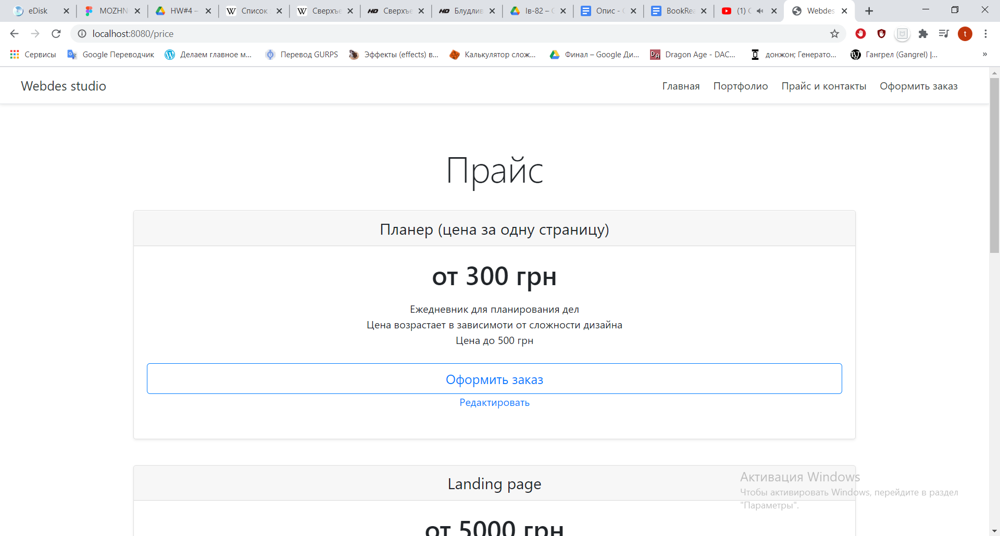 eDisk
MOZHN
HW#4 –
Список
Сверхъе
Сверхъе
Блудлив
Ів-82 – С
Опис - G
BookRea
(1) С
Webdes
localhost:8080/price
t
Сервисы
Google Переводчик
Делаем главное м...
Перевод GURPS
Эффекты (effects) в...
Калькулятор слож...
Финал – Google Ди...
Dragon Age - DAC...
донжон; Генерато...
Гангрел (Gangrel) |...
»
Webdes studio
Главная
Портфолио
Прайс и контакты
Оформить заказ
Прайс
Планер (цена за одну страницу)
от 300 грн
Ежедневник для планирования дел
Цена возрастает в зависимоти от сложности дизайна
Цена до 500 грн
Оформить заказ
Редактировать
Landing page
от 5000 грн
Активация Windows
Чтобы активировать Windows, перейдите в раздел
"Параметры".